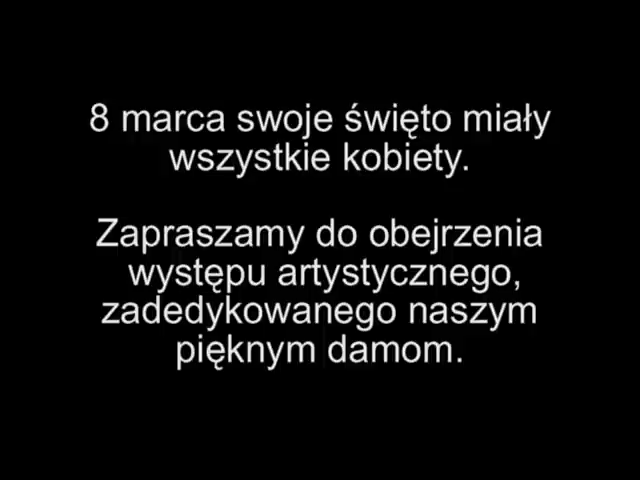 8 marca swoje święto miały
wszystkie kobiety.
Zapraszamy do obejrzenia
występu artystycznego,
zadedykowanego naszym
pięknym damom.